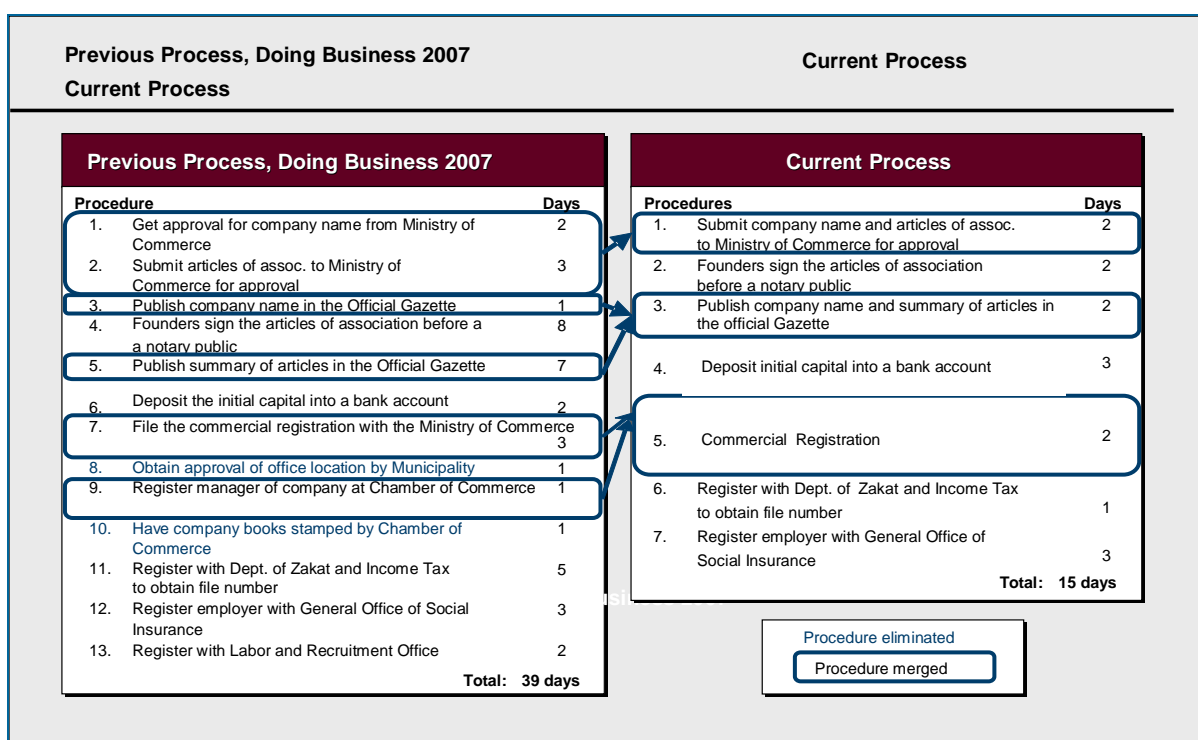 Previous Process, Doing Business 2007
Current Process
Current Process
Previous Process, Doing Business 2007
Procedure Days
1. Get approval for company name from Ministry of 2
Commerce
2. Submit articles of assoc. to Ministry of 3
Commerce for approval
3. Publish company name in the Official Gazette 1
4. Founders sign the articles of association before a 8
a notary public
5. Publish summary of articles in the Official Gazette 7
6. Deposit the initial capital into a bank account 2
7. File the commercial registration with the Ministry of Commerce
3
8. Obtain approval of office location by Municipality 1
9. Register manager of company at Chamber of Commerce 1
10. Have company books stamped by Chamber of 1
Commerce
11. Register with Dept. of Zakat and Income Tax 5
to obtain file number
12. Register employer with General Office of Social 3
Insurance
13. Register with Labor and Recruitment Office 2
Total: 39 days
Current Process
Procedures Days
1. Submit company name and articles of assoc. 2
to Ministry of Commerce for approval
2. Founders sign the articles of association 2
before a notary public
3. Publish company name and summary of articles in 2
the official Gazette
4. Deposit initial capital into a bank account 3
5. Commercial Registration 2
6. Register with Dept. of Zakat and Income Tax
to obtain file number 1
7. Register employer with General Office of
Social Insurance 3
Total: 15 days
Procedure eliminated
Procedure merged